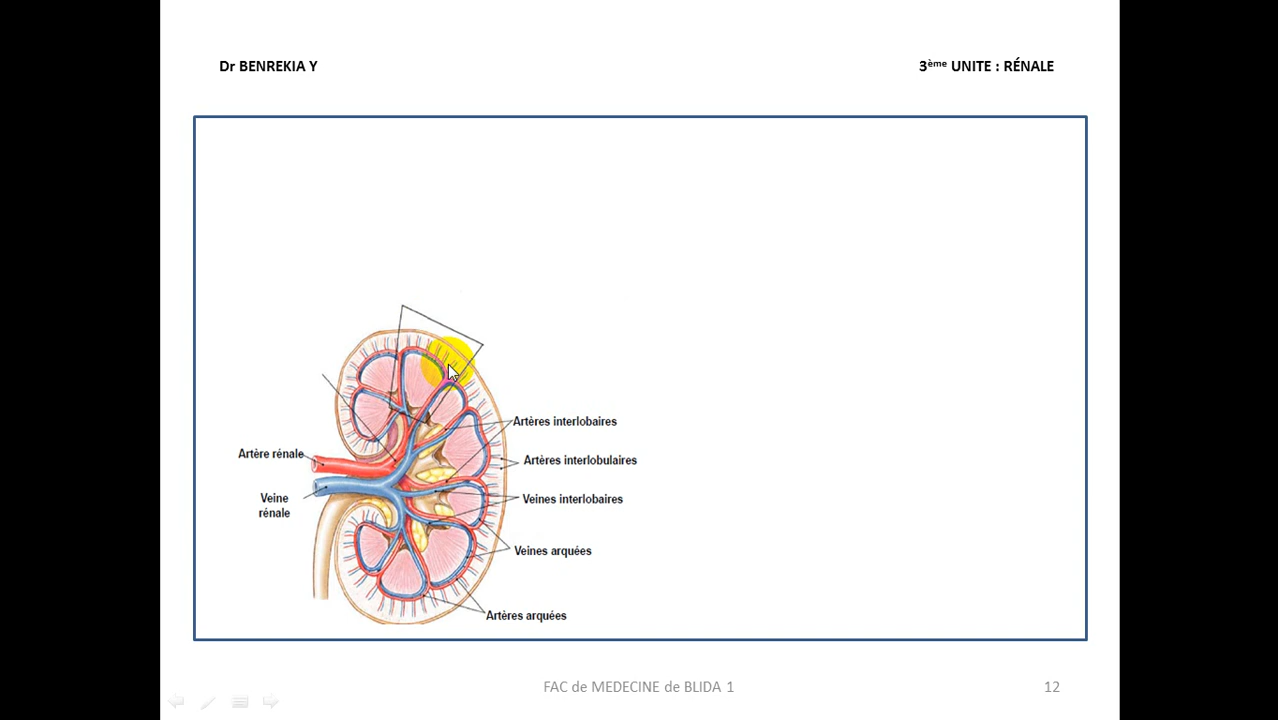 Dr BENREKIA Y
3ème UNITE : RÉNALE
Artères interlobaires
Artère rénale
Artères interlobulaires
Veine
rénale
Veines interlobaires
Veines arquées
Artères arquées
FAC de MEDECINE de BLIDA 1
12